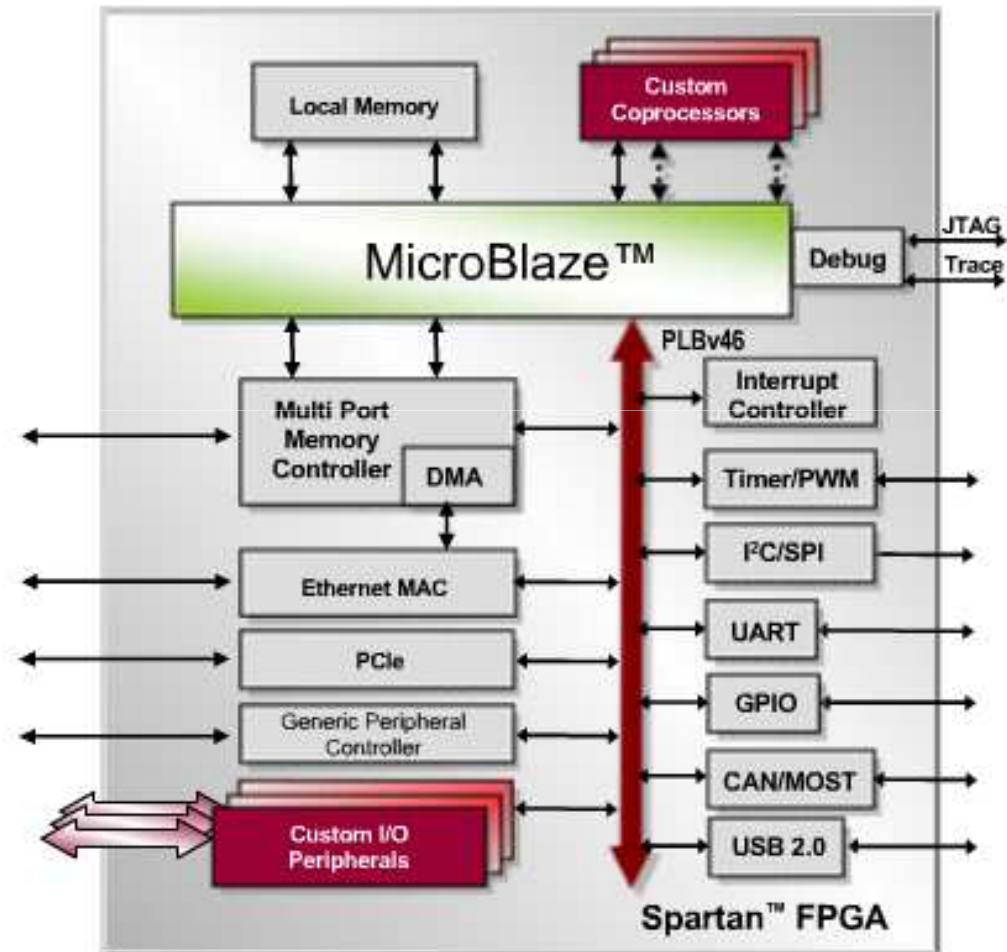 Local Memory
Custom
Coprocessors
MicroBlaze™
Debug
JTAG
Trace
PLBv46
Multi Port
Memory
Controller
DMA
Interrupt
Controller
Timer/PWM
I²C/SPI
Ethernet MAC
UART
PCIe
GPIO
Generic Peripheral
Controller
CAN/MOST
Custom I/O
Peripherals
USB 2.0
Spartan™ FPGA